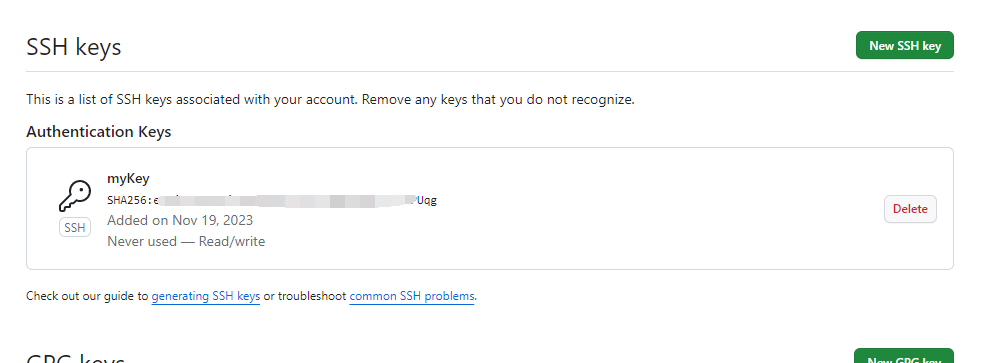 SSH keys
New SSH key
This is a list of SSH keys associated with your account. Remove any keys that you do not recognize.
Authentication Keys
myKey
SHA256:e Uqg
Added on Nov 19, 2023
Never used — Read/write
SSH
Delete
Check out our guide to generating SSH keys or troubleshoot common SSH problems.
GPG keys
New GPG key